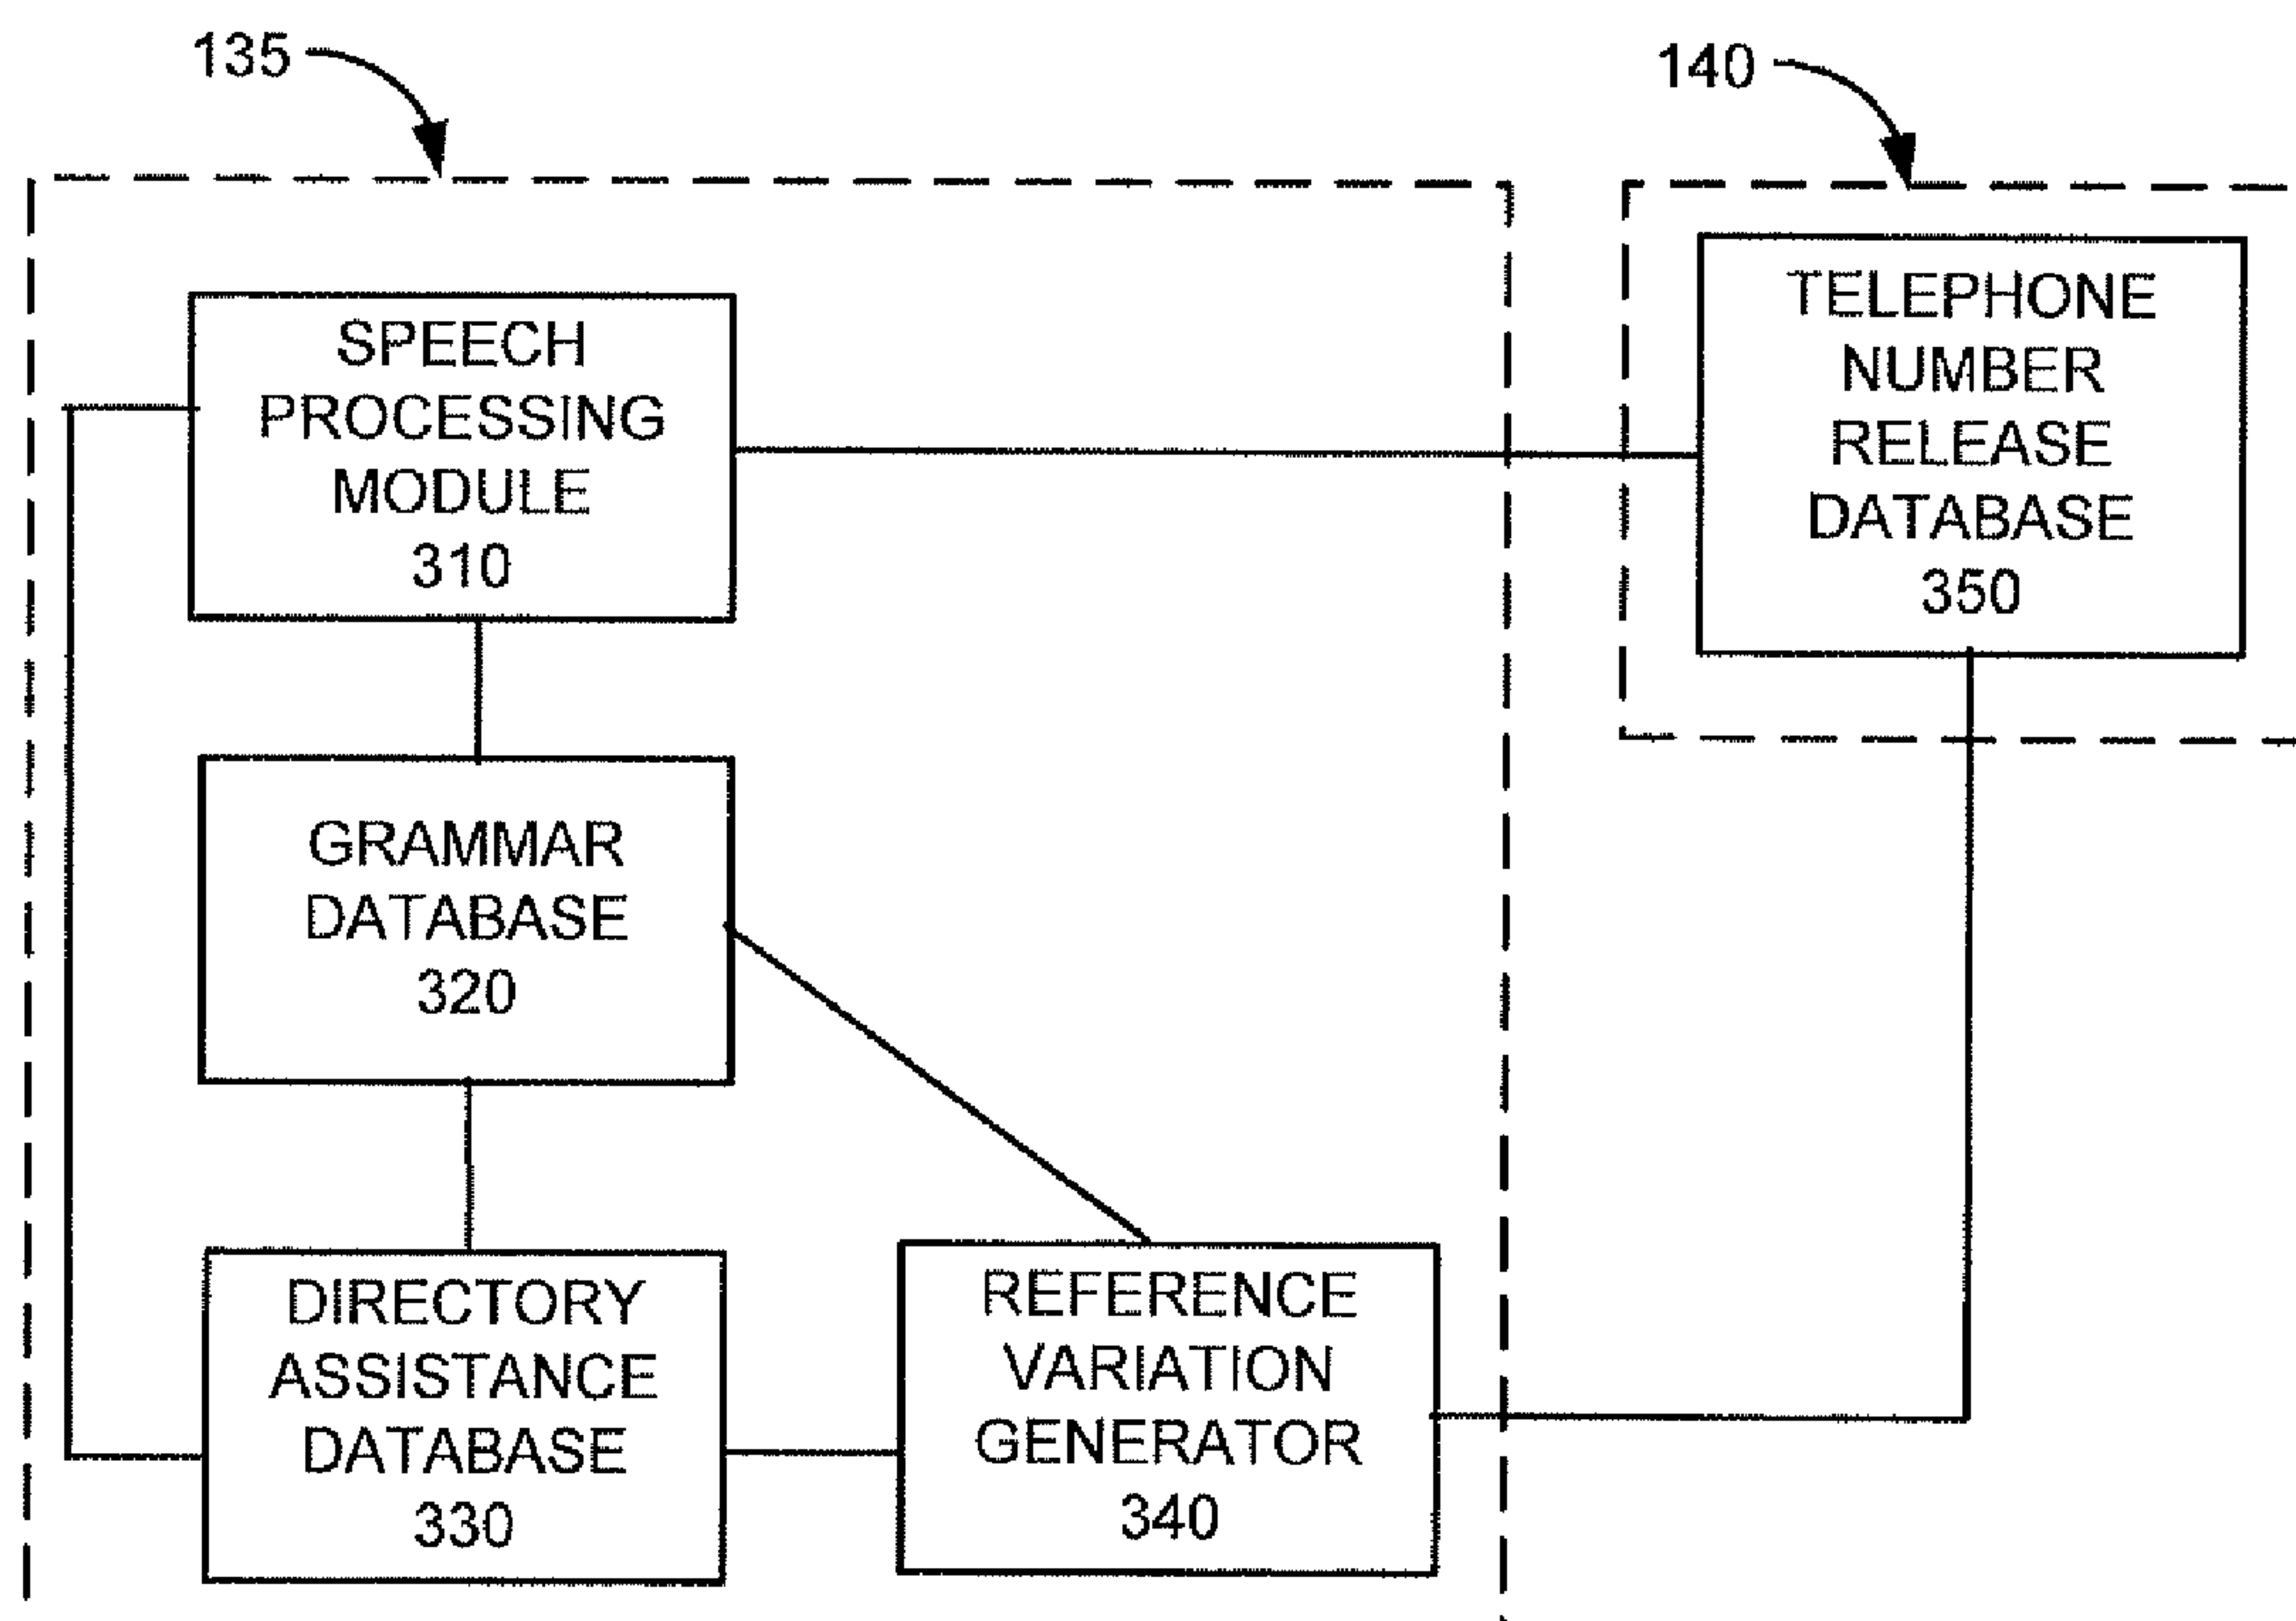 135
140
SPEECH
PROCESSING
MODULE
310
TELEPHONE
NUMBER
RELEASE
DATABASE
350
GRAMMAR
DATABASE
320
DIRECTORY
ASSISTANCE
DATABASE
330
REFERENCE
VARIATION
GENERATOR
340